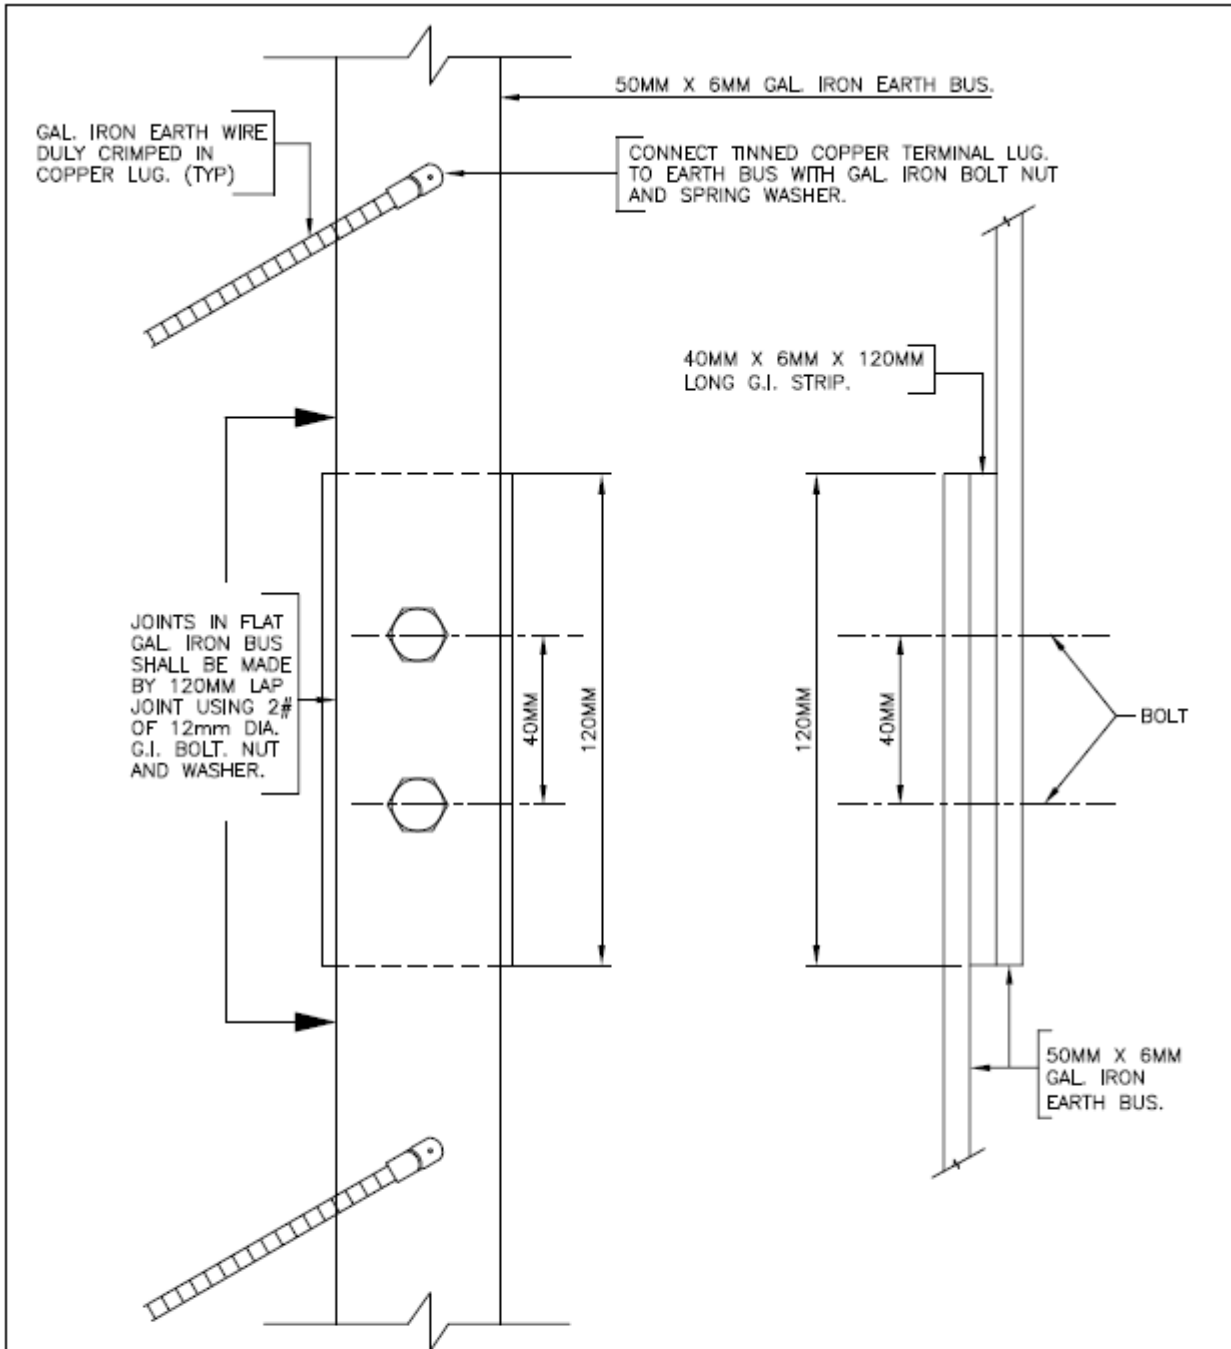 50MM X 6MM GAL. IRON EARTH BUS.
GAL. IRON EARTH WIRE
DULY CRIMPED IN
COPPER LUG. (TYP)
CONNECT TINNED COPPER TERMINAL LUG.
TO EARTH BUS WITH GAL. IRON BOLT NUT
AND SPRING WASHER.
40MM X 6MM X 120MM
LONG G.I. STRIP.
JOINTS IN FLAT
GAL. IRON BUS
SHALL BE MADE
BY 120MM LAP
JOINT USING 2#
OF 12mm DIA.
G.I. BOLT. NUT
AND WASHER.
40MM
120MM
120MM
40MM
BOLT
50MM X 6MM
GAL. IRON
EARTH BUS.